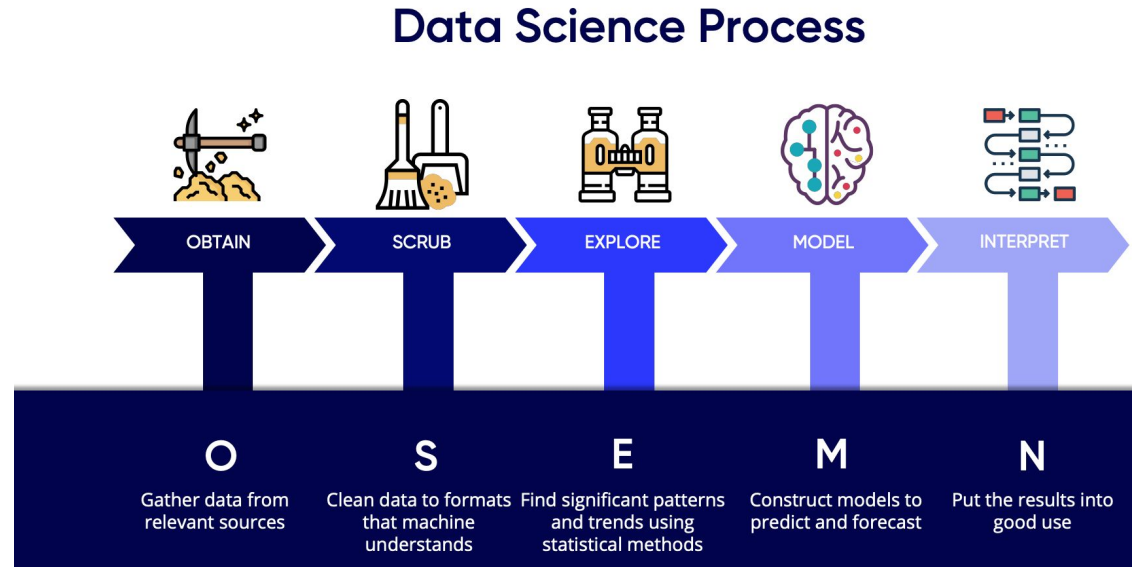 Data Science Process
OBTAIN
SCRUB
EXPLORE
MODEL
INTERPRET
O
Gather data from
relevant sources
S
Clean data to formats
that machine
understands
E
Find significant patterns
and trends using
statistical methods
M
Construct models to
predict and forecast
N
Put the results into
good use